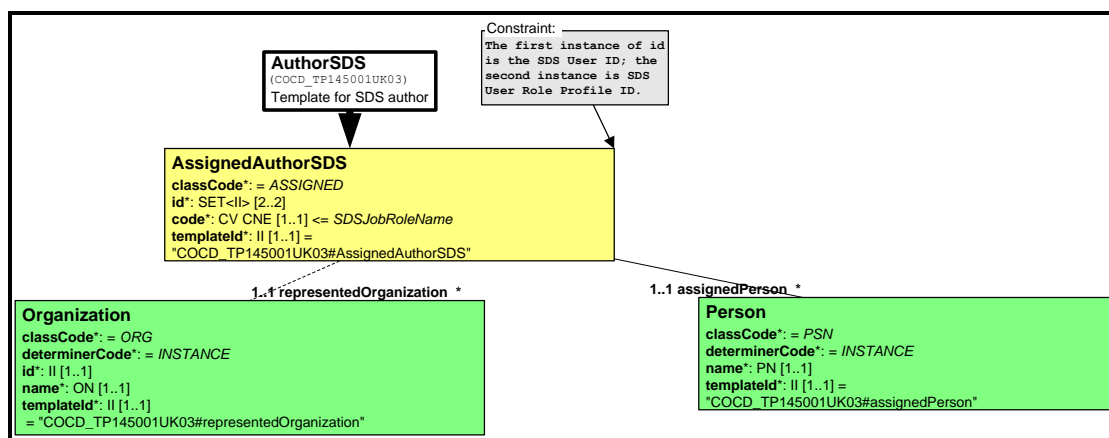 Constraint:
The first instance of id
is the SDS User ID; the
second instance is SDS
User Role Profile ID.
AuthorSDS
(COCD_TP145001UK03)
Template for SDS author
AssignedAuthorSDS
classCode*: = ASSIGNED
id*: SET<II> [2..2]
code*: CV CNE [1..1] <= SDSJobRoleName
templateId*: II [1..1] =
"COCD_TP145001UK03#AssignedAuthorSDS"
1..1 representedOrganization *
1..1 assignedPerson *
Organization
classCode*: = ORG
determinerCode*: = INSTANCE
id*: II [1..1]
name*: ON [1..1]
templateId*: II [1..1]
= "COCD_TP145001UK03#representedOrganization"
Person
classCode*: = PSN
determinerCode*: = INSTANCE
name*: PN [1..1]
templateId*: II [1..1] =
"COCD_TP145001UK03#assignedPerson"